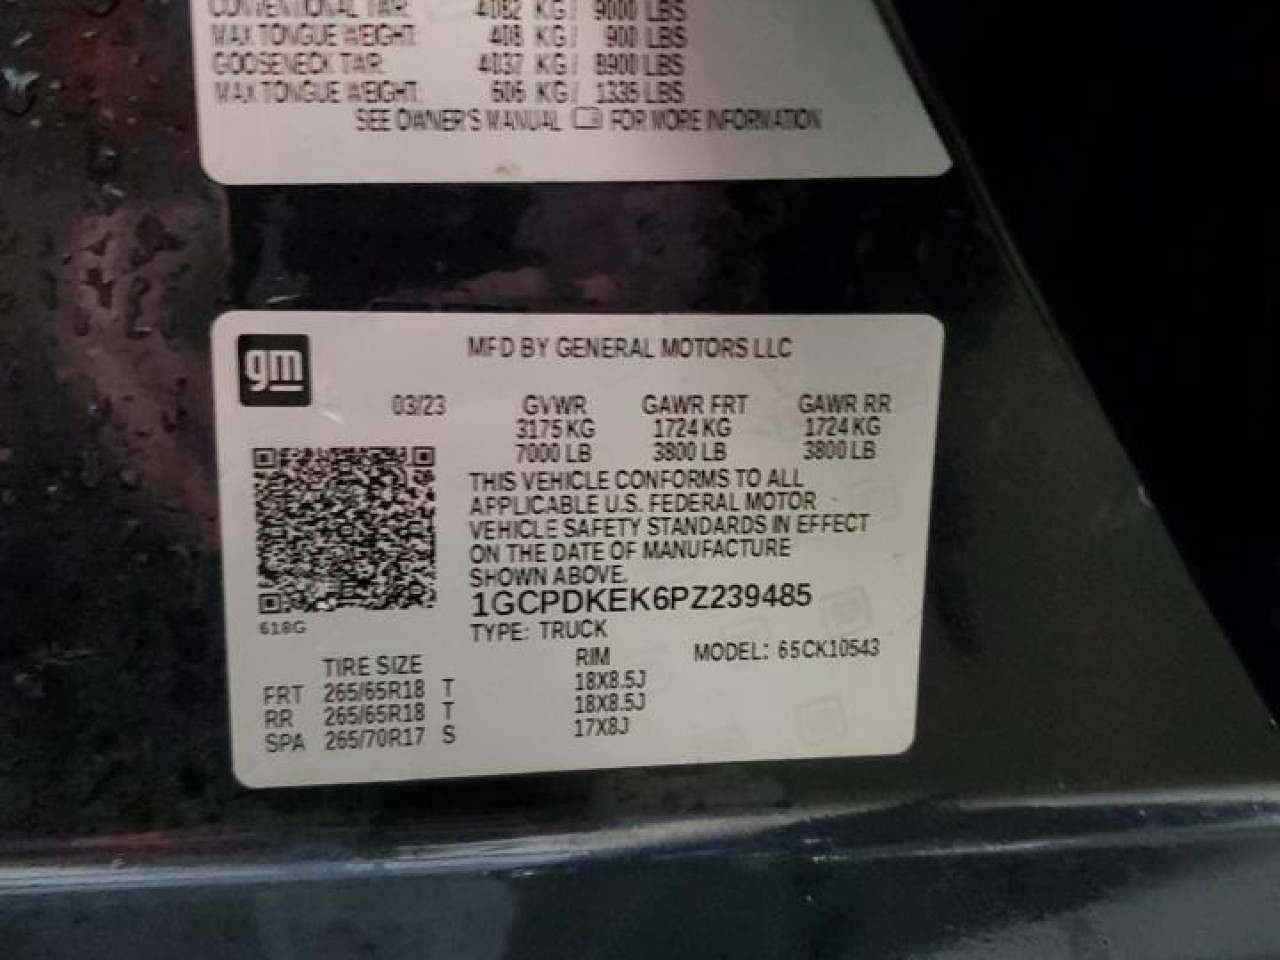 CONVENTIONAL TWR: 4082 KG/ 9000 LBS
MAX TONGUE WEIGHT: 408 KG/ 900 LBS
GOOSENECK TWR: 4037 KG/ 8900 LBS
MAX TONGUE WEIGHT: 606 KG/ 1335 LBS
SEE OWNER'S MANUAL FOR MORE INFORMATION
gm
MFD BY GENERAL MOTORS LLC
03/23 GVWR GAWR FRT GAWR RR
3175 KG 1724 KG 1724 KG
7000 LB 3800 LB 3800 LB
THIS VEHICLE CONFORMS TO ALL
APPLICABLE U.S. FEDERAL MOTOR
VEHICLE SAFETY STANDARDS IN EFFECT
ON THE DATE OF MANUFACTURE
SHOWN ABOVE.
1GCPDKEK6PZ239485
618G
TYPE: TRUCK
MODEL: 65CK10543
TIRE SIZE RIM
FRT 265/65R18 T 18X8.5J
RR 265/65R18 T 18X8.5J
SPA 265/70R17 S 17X8J